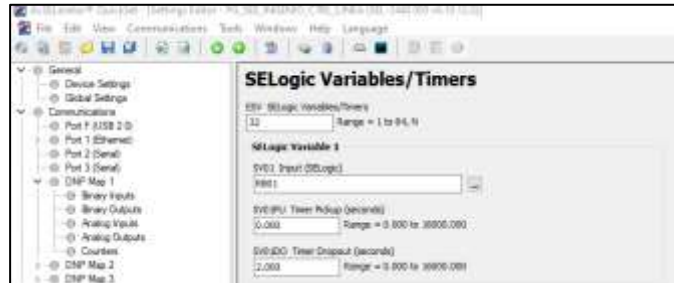 File Edit View Communications Tools Windows Help Language
General
Device Settings
Global Settings
Communications
Port F (USB 2.0)
Port 1 (Ethernet)
Port 2 (Serial)
Port 3 (Serial)
DNP Map 1
Binary Inputs
Binary Outputs
Analog Inputs
Analog Outputs
Counters
DNP Map 2
DNP Map 3
SELogic Variables/Timers
ESV SELogic Variables/Timers
32 Range = 1 to 64, N
SELogic Variable 1
SV01 Input (SELogic)
RB01
SV01PU Timer Pickup (seconds)
0.000 Range = 0.000 to 16000.000
SV01DO Timer Dropout (seconds)
2.000 Range = 0.000 to 16000.000